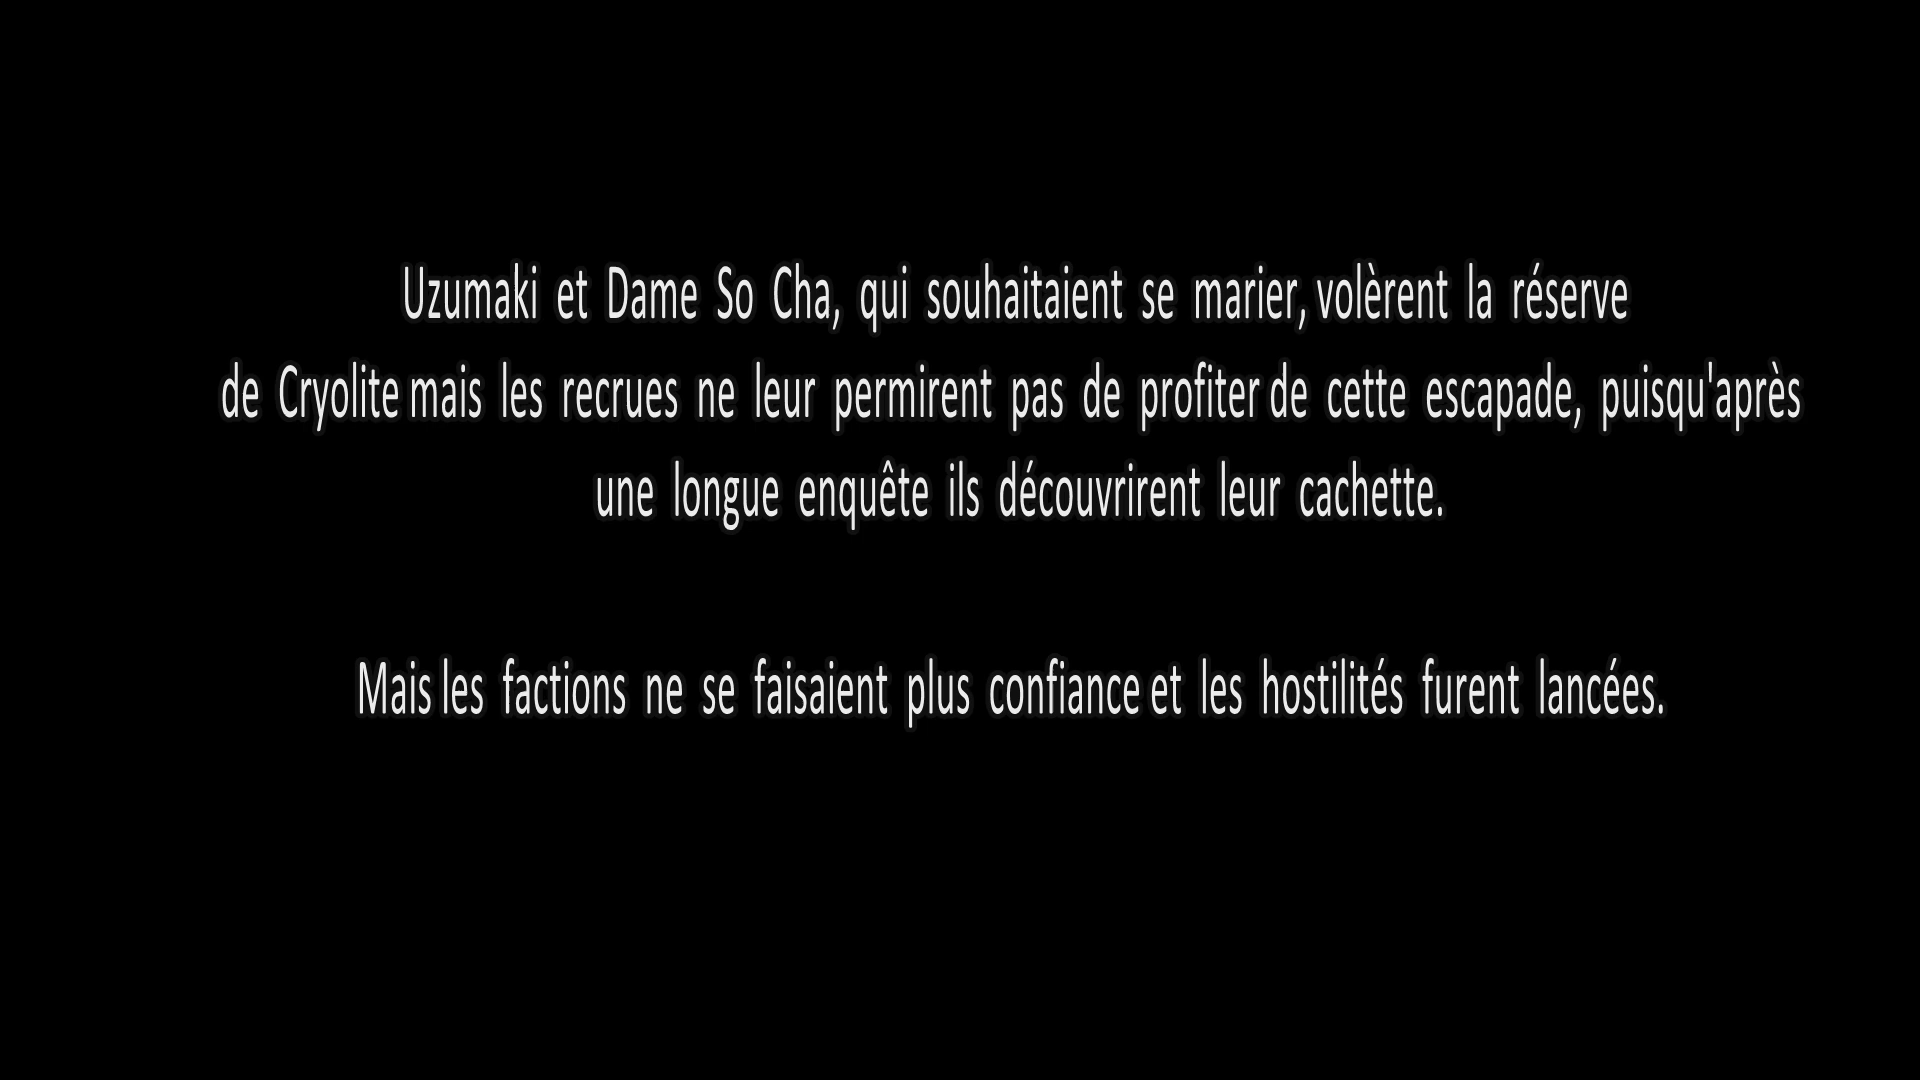 Uzumaki et Dame So Cha, qui souhaitaient se marier, volèrent la réserve
de Cryolite mais les recrues ne leur permirent pas de profiter de cette escapade, puisqu'après
une longue enquête ils découvrirent leur cachette.
Mais les factions ne se faisaient plus confiance et les hostilités furent lancées.